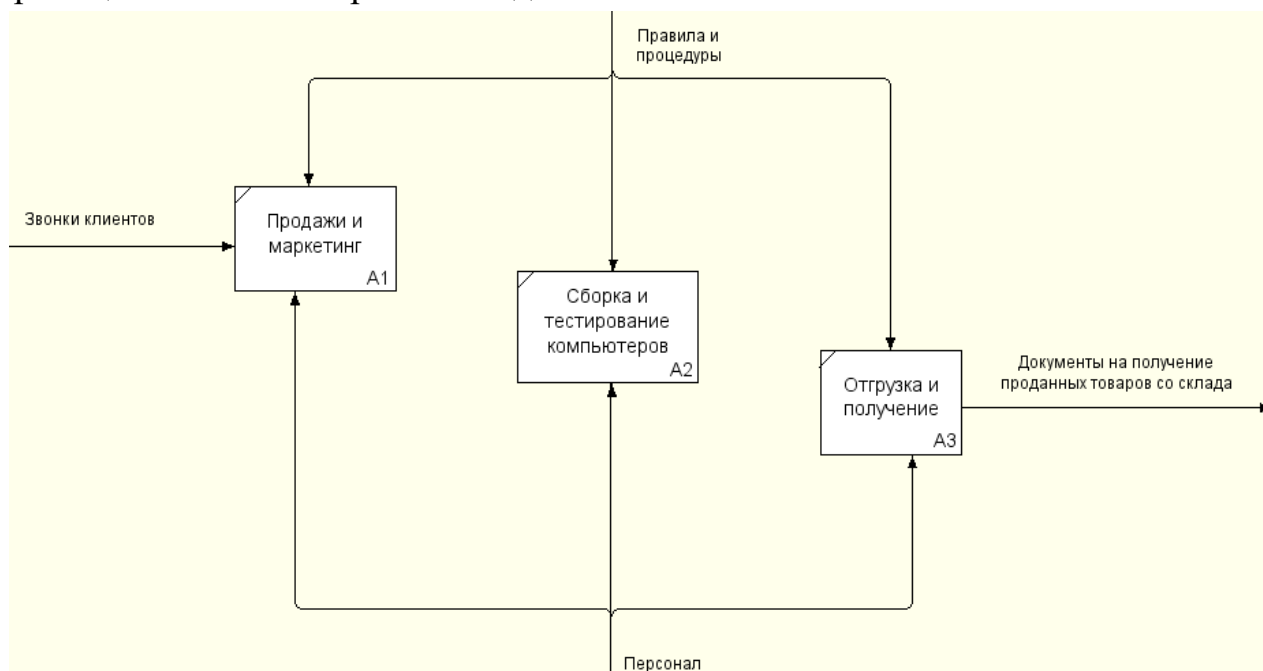 Правила и
процедуры
Звонки клиентов
Продажи и
маркетинг
A1
Сборка и
тестирование
компьютеров
A2
Отгрузка и
получение
A3
Документы на получение
проданных товаров со склада
Персонал